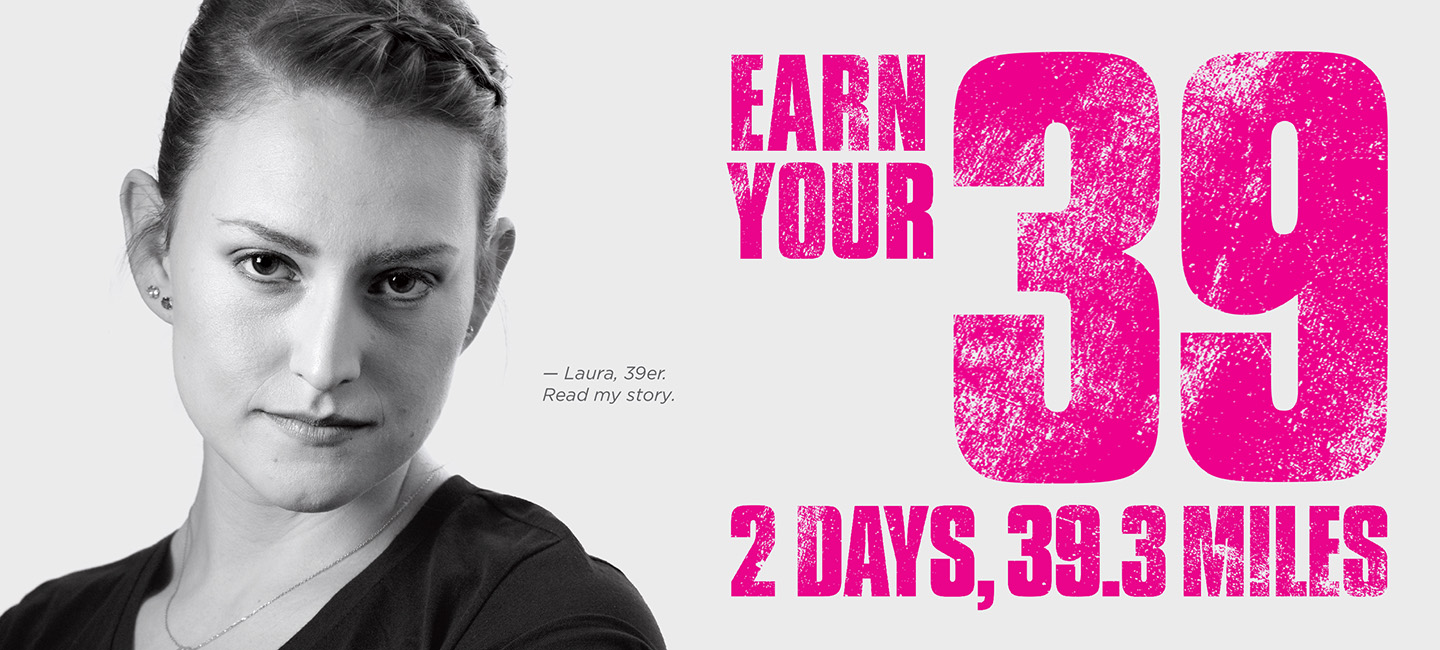 EARN
YOUR
39
— Laura, 39er.
Read my story.
2 DAYS, 39.3 MILES